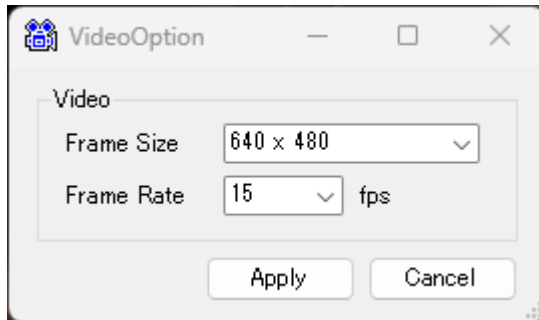 VideoOption
Video
Frame Size 640 x 480
Frame Rate 15 fps
Apply Cancel